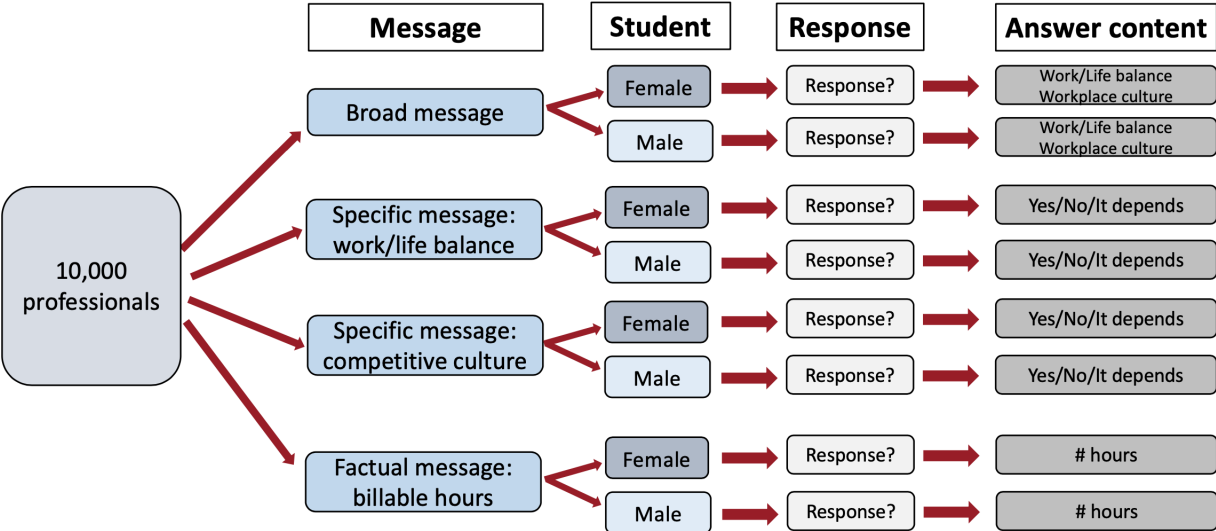 Message
Student
Response
Answer content
10,000
professionals
Broad message
Female
Response?
Work/Life balance
Workplace culture
Male
Response?
Work/Life balance
Workplace culture
Specific message:
work/life balance
Female
Response?
Yes/No/It depends
Male
Response?
Yes/No/It depends
Specific message:
competitive culture
Female
Response?
Yes/No/It depends
Male
Response?
Yes/No/It depends
Factual message:
billable hours
Female
Response?
# hours
Male
Response?
# hours